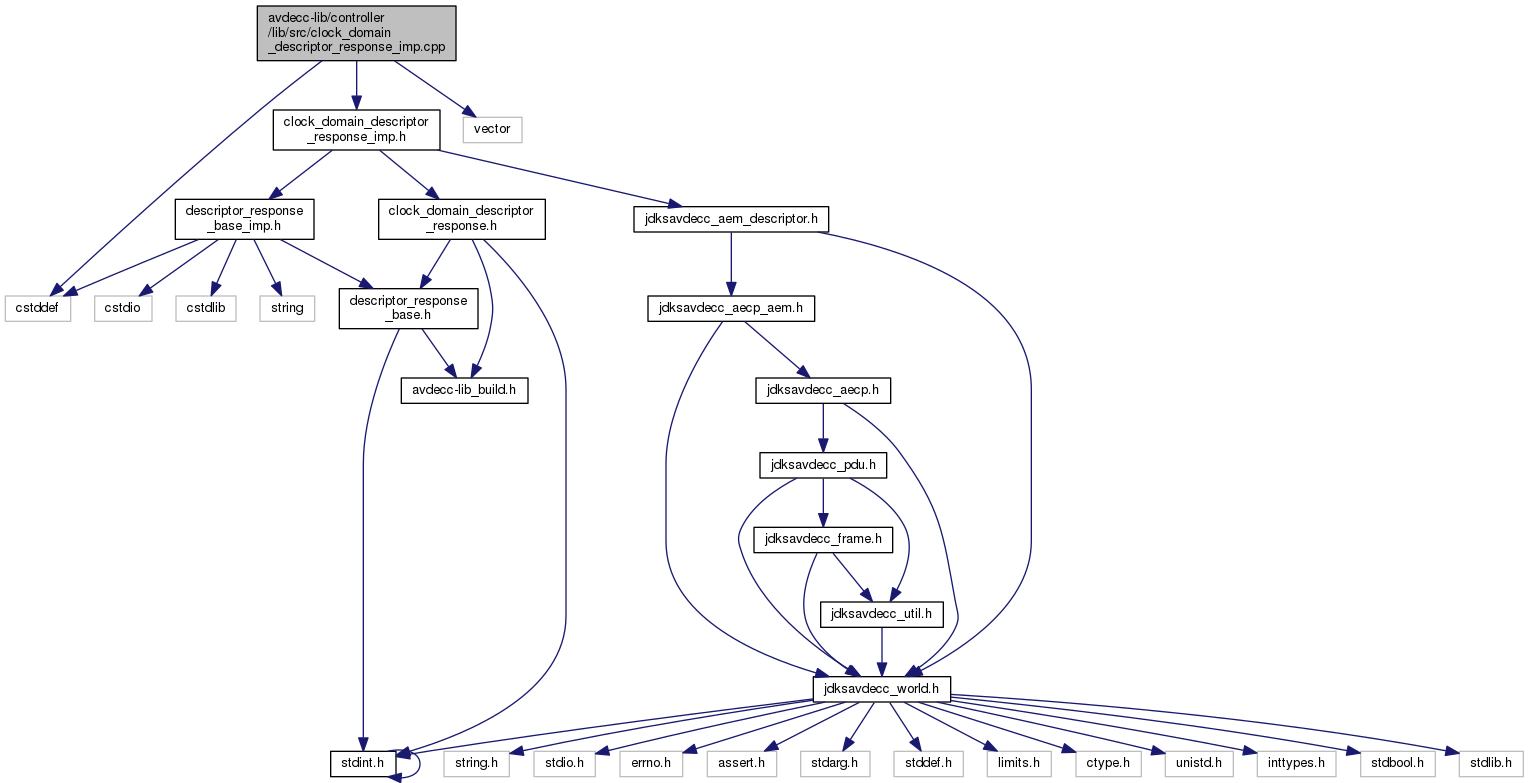 avdecc-lib/controller
/lib/src/clock_domain
_descriptor_response_imp.cpp
clock_domain_descriptor
_response_imp.h
vector
descriptor_response
_base_imp.h
clock_domain_descriptor
_response.h
jdksavdecc_aem_descriptor.h
cstddef
cstdio
cstdlib
string
descriptor_response
_base.h
jdksavdecc_aecp_aem.h
avdecc-lib_build.h
jdksavdecc_aecp.h
jdksavdecc_pdu.h
jdksavdecc_frame.h
jdksavdecc_util.h
jdksavdecc_world.h
stdint.h
string.h
stdio.h
errno.h
assert.h
stdarg.h
stddef.h
limits.h
ctype.h
unistd.h
inttypes.h
stdbool.h
stdlib.h